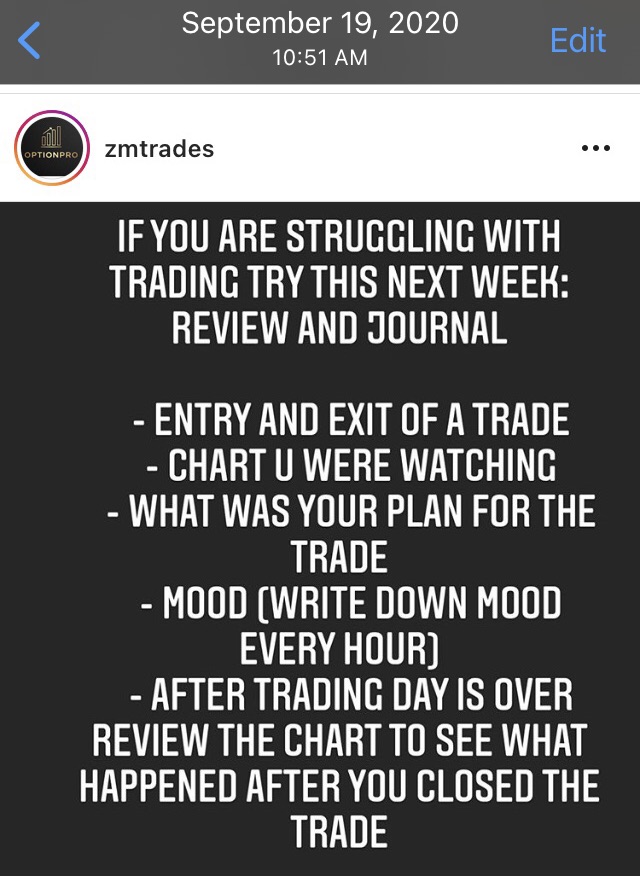 September 19, 2020
10:51 AM
Edit
OPTIONPRO
zmtrades
IF YOU ARE STRUGGLING WITH
TRADING TRY THIS NEXT WEEK:
REVIEW AND JOURNAL
- ENTRY AND EXIT OF A TRADE
- CHART U WERE WATCHING
- WHAT WAS YOUR PLAN FOR THE
TRADE
- MOOD (WRITE DOWN MOOD
EVERY HOUR)
- AFTER TRADING DAY IS OVER
REVIEW THE CHART TO SEE WHAT
HAPPENED AFTER YOU CLOSED THE
TRADE